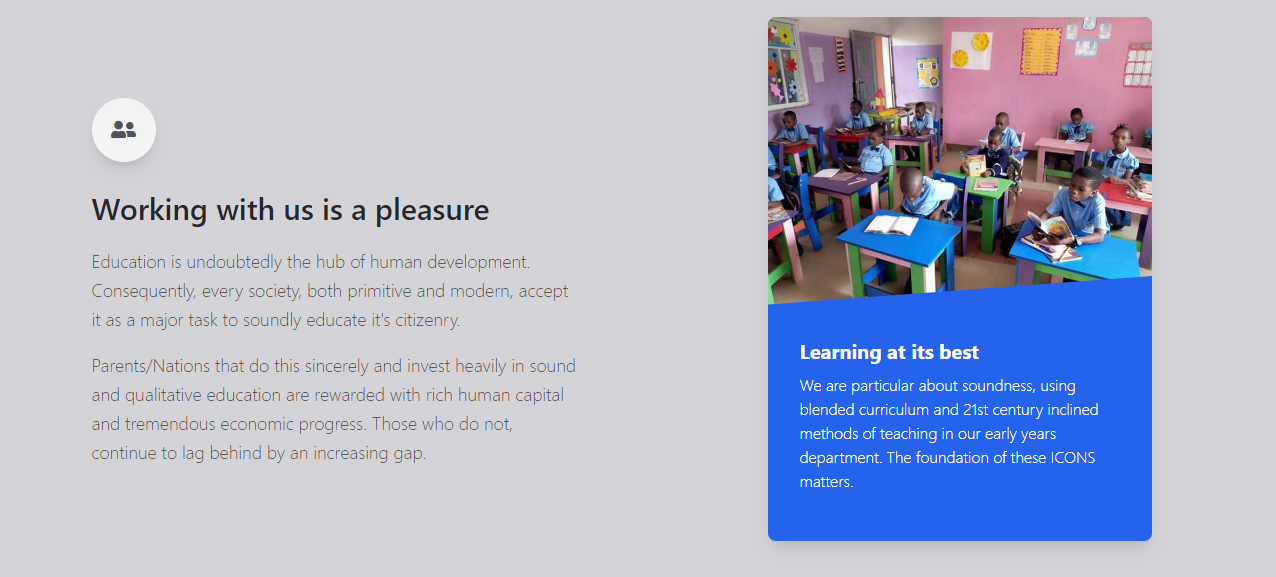 Working with us is a pleasure
Education is undoubtedly the hub of human development.
Consequently, every society, both primitive and modern, accept
it as a major task to soundly educate it's citizenry.
Parents/Nations that do this sincerely and invest heavily in sound
and qualitative education are rewarded with rich human capital
and tremendous economic progress. Those who do not,
continue to lag behind by an increasing gap.
Learning at its best
We are particular about soundness, using
blended curriculum and 21st century inclined
methods of teaching in our early years
department. The foundation of these ICONS
matters.